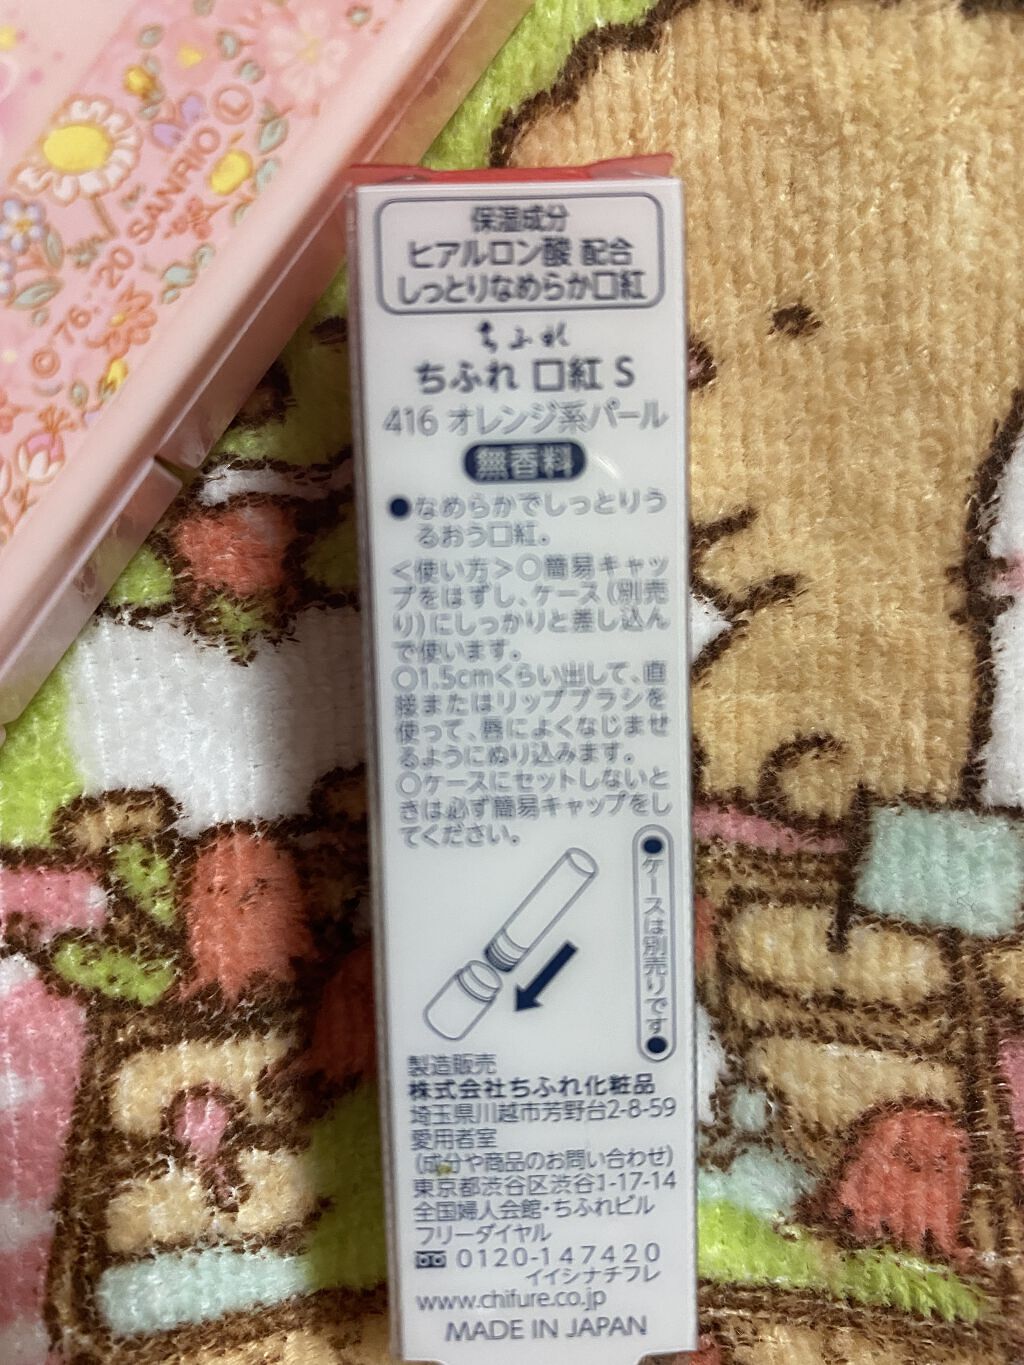 © '76, '20 SANRIO Ⓛ
保湿成分
ヒアルロン酸 配合
しっとりなめらか口紅
ちふれ
ちふれ 口紅 S
416 オレンジ系パール
無香料
●なめらかでしっとりう
るおう口紅。
<使い方>○簡易キャッ
プをはずし、ケース(別売
り)にしっかりと差し込ん
で使います。
○1.5cmくらい出して、直
接またはリップブラシを
使って、唇によくなじませ
るようにぬり込みます。
○ケースにセットしないと
きは必ず簡易キャップをし
てください。
●ケースは別売りです●
製造販売
株式会社ちふれ化粧品
埼玉県川越市芳野台2-8-59
愛用者室
(成分や商品のお問い合わせ)
東京都渋谷区渋谷1-17-14
全国婦人会館・ちふれビル
フリーダイヤル
0120-147420
イイシナチフレ
www.chifure.co.jp
MADE IN JAPAN